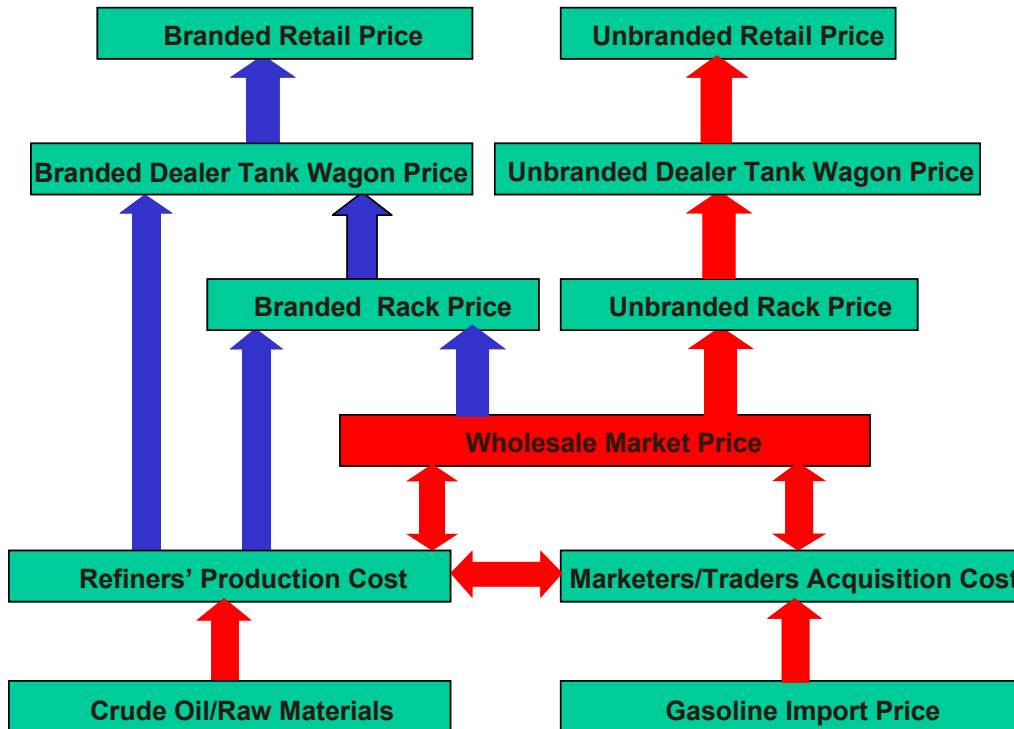 Branded Retail Price
Unbranded Retail Price
Branded Dealer Tank Wagon Price
Unbranded Dealer Tank Wagon Price
Branded Rack Price
Unbranded Rack Price
Wholesale Market Price
Refiners' Production Cost
Marketers/Traders Acquisition Cost
Crude Oil/Raw Materials
Gasoline Import Price